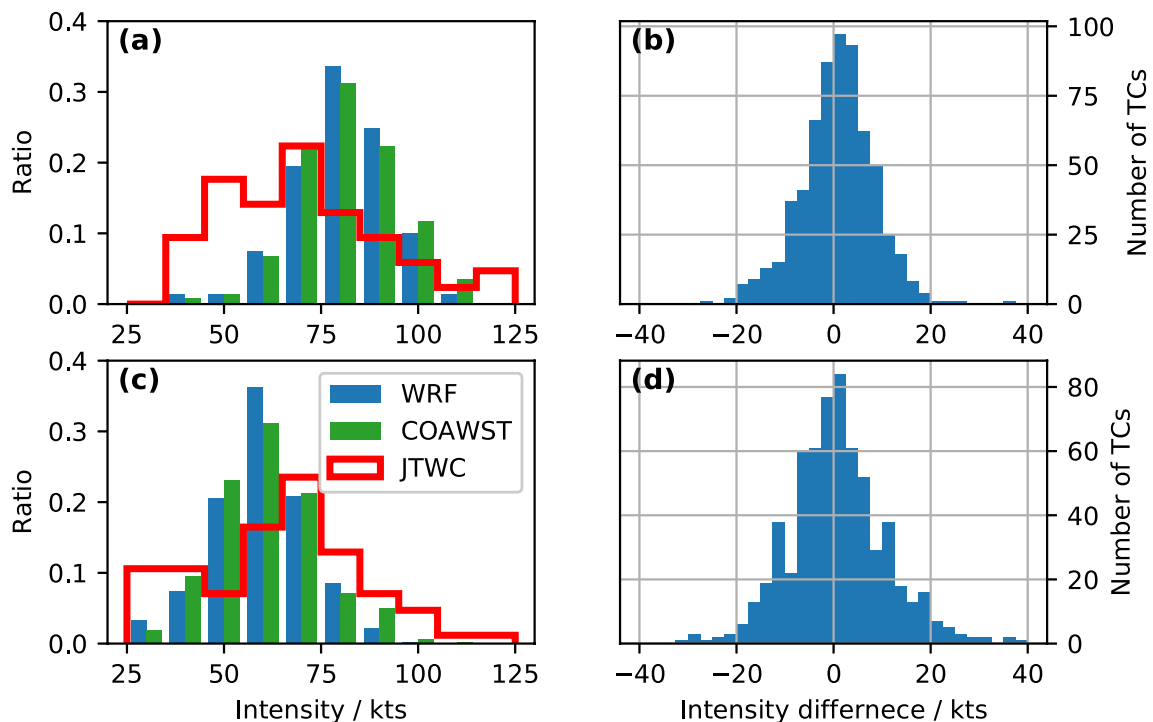 (a)
0.4
0.3
0.2
0.1
0.0
Ratio
25 50 75 100 125
(b)
100
75
50
25
0
Number of TCs
−40 −20 0 20 40
(c)
0.4
0.3
0.2
0.1
0.0
Ratio
WRF
COAWST
JTWC
25 50 75 100 125
Intensity / kts
(d)
80
60
40
20
0
Number of TCs
−40 −20 0 20 40
Intensity differnece / kts